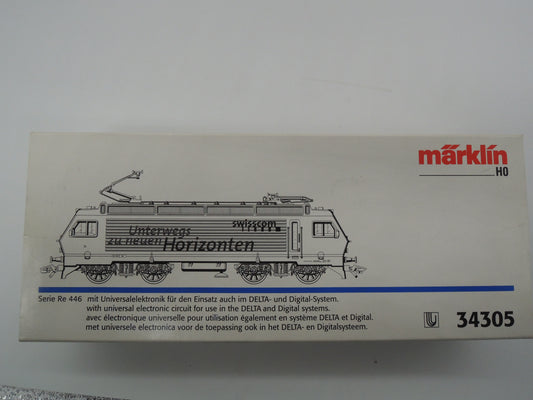 märklin
H0
swisscom
Unterwegs
zu neuen Horizonten
Serie Re 446 mit Universalelektronik für den Einsatz auch im DELTA- und Digital-System.
with universal electronic circuit for use in the DELTA and Digital systems.
avec électronique universelle pour utilisation également en système DELTA et Digital.
met universele electronica voor de toepassing ook in het DELTA- en Digitalsysteem.
U 34305